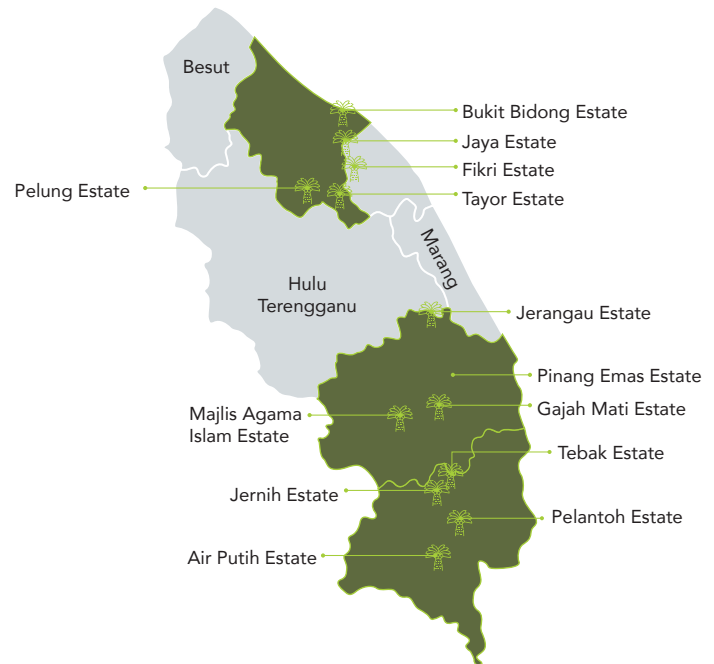 Besut
Bukit Bidong Estate
Jaya Estate
Fikri Estate
Pelung Estate
Tayor Estate
Marang
Hulu
Terengganu
Jerangau Estate
Pinang Emas Estate
Gajah Mati Estate
Majlis Agama
Islam Estate
Tebak Estate
Jernih Estate
Pelantoh Estate
Air Putih Estate